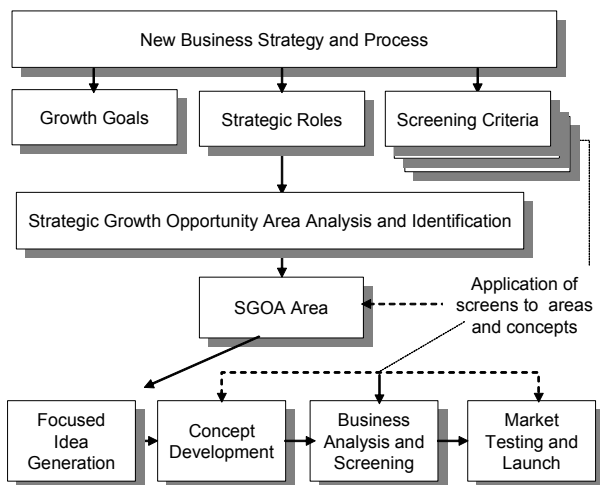 New Business Strategy and Process
Growth Goals
Strategic Roles
Screening Criteria
Strategic Growth Opportunity Area Analysis and Identification
SGOA Area
Application of
screens to areas
and concepts
Focused
Idea
Generation
Concept
Development
Business
Analysis and
Screening
Market
Testing and
Launch